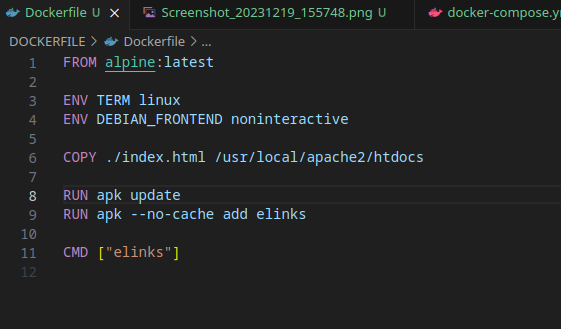 Dockerfile U × Screenshot_20231219_155748.png U docker-compose.y
DOCKERFILE > Dockerfile > ...
1 FROM alpine:latest
2
3 ENV TERM linux
4 ENV DEBIAN_FRONTEND noninteractive
5
6 COPY ./index.html /usr/local/apache2/htdocs
7
8 RUN apk update
9 RUN apk --no-cache add elinks
10
11 CMD ["elinks"]
12